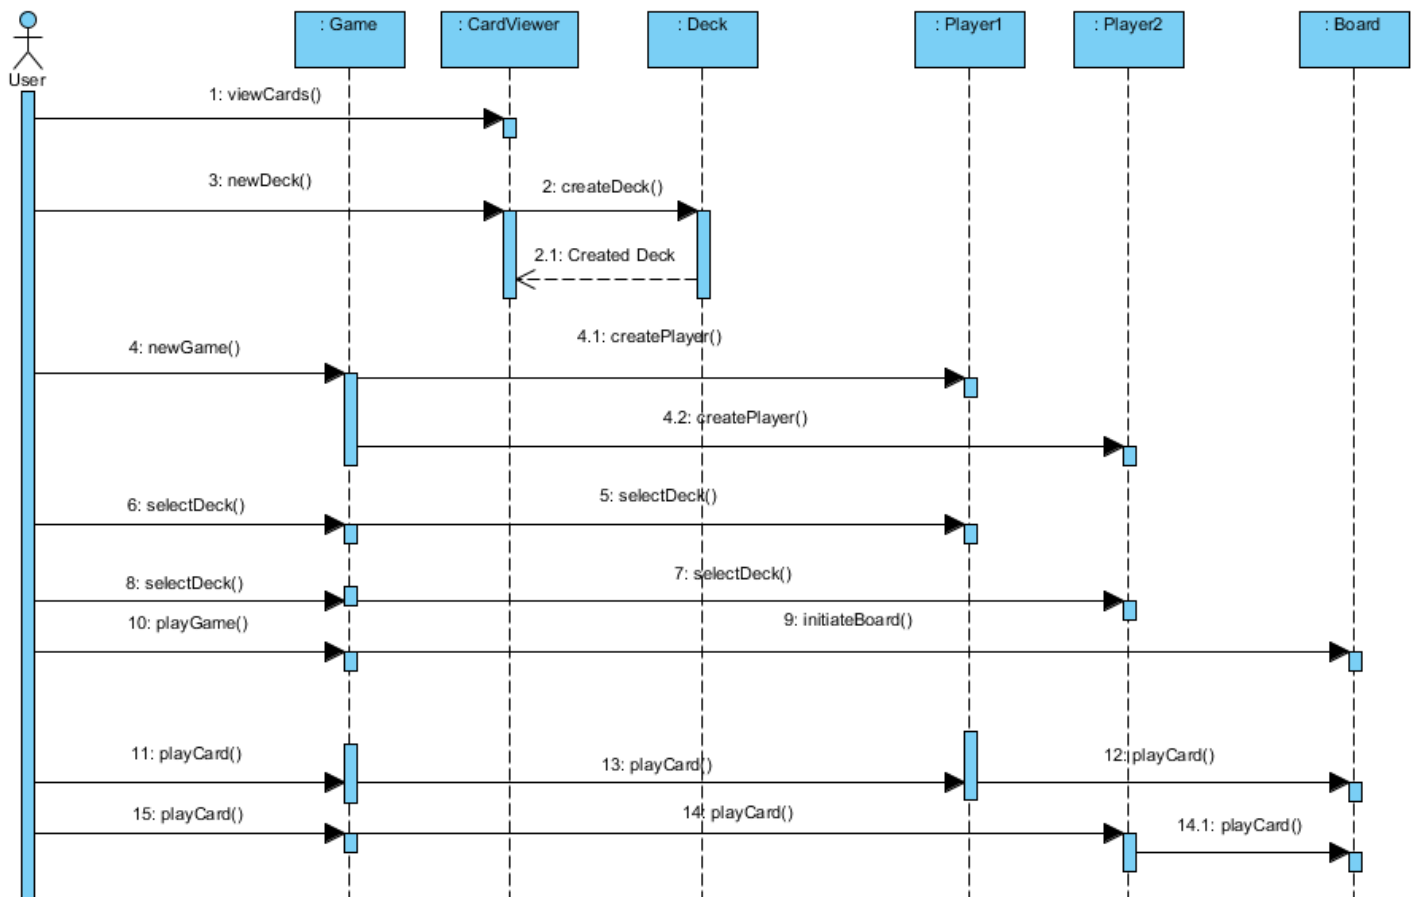 : Game
: CardViewer
: Deck
: Player1
: Player2
: Board
User
1: viewCards()
3: newDeck()
2: createDeck()
2.1: Created Deck
4: newGame()
4.1: createPlayer()
4.2: createPlayer()
6: selectDeck()
5: selectDeck()
8: selectDeck()
7: selectDeck()
10: playGame()
9: initiateBoard()
11: playCard()
13: playCard()
12: playCard()
15: playCard()
14: playCard()
14.1: playCard()